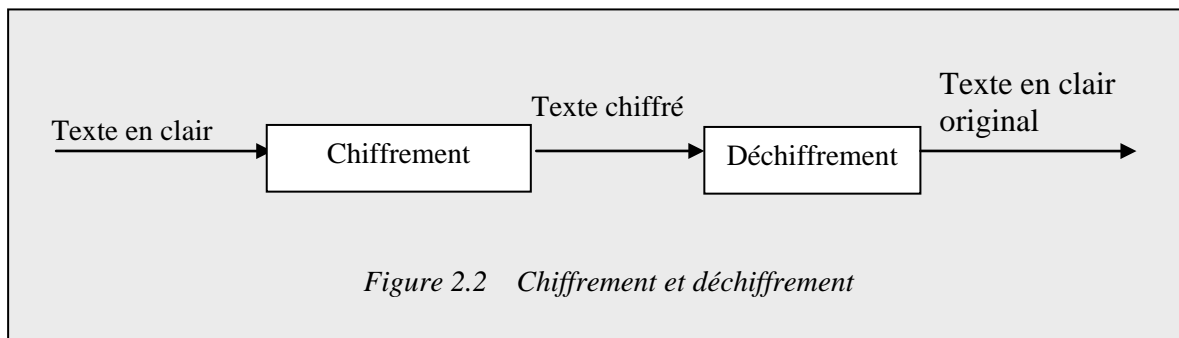 Texte en clair
Chiffrement
Texte chiffré
Déchiffrement
Texte en clair
original
Figure 2.2 Chiffrement et déchiffrement